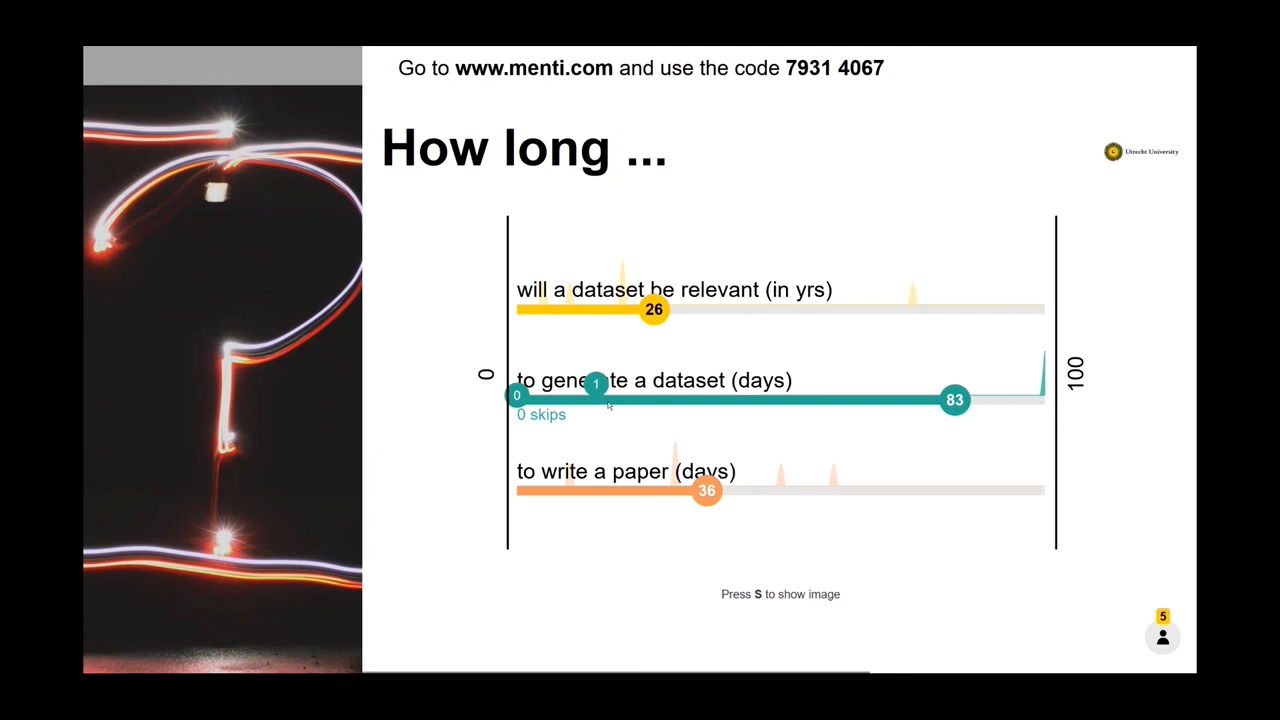 Go to www.menti.com and use the code 7931 4067
How long ...
Utrecht University
will a dataset be relevant (in yrs)
26
0
to generate a dataset (days)
100
0
1
83
0 skips
to write a paper (days)
36
Press S to show image
5